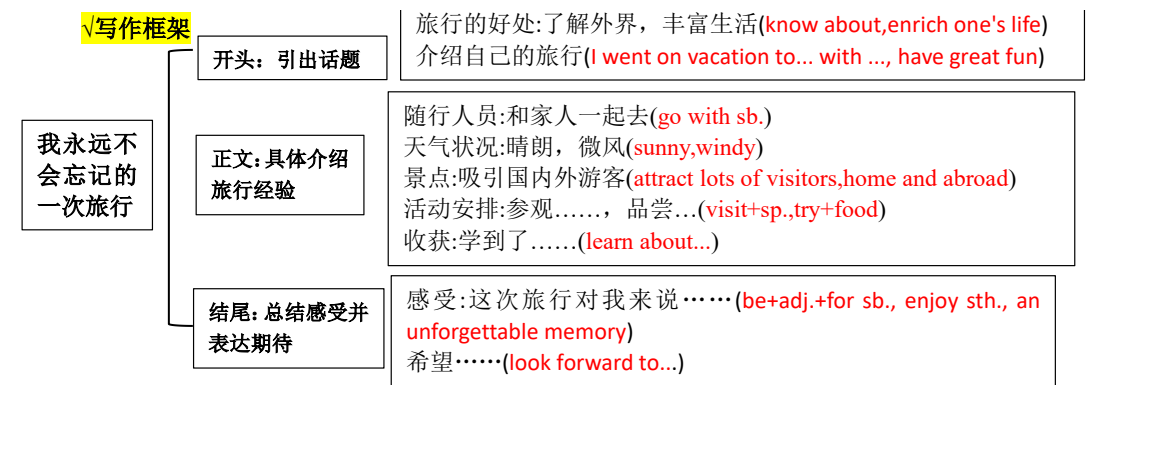 √写作框架
旅行的好处:了解外界，丰富生活(know about,enrich one's life)
开头：引出话题
介绍自己的旅行(I went on vacation to... with ..., have great fun)
我永远不
会忘记的
一次旅行
正文：具体介绍
旅行经验
随行人员:和家人一起去(go with sb.)
天气状况:晴朗，微风(sunny,windy)
景点:吸引国内外游客(attract lots of visitors,home and abroad)
活动安排:参观……，品尝…(visit+sp.,try+food)
收获:学到了……(learn about...)
结尾：总结感受并
表达期待
感受:这次旅行对我来说……(be+adj.+for sb., enjoy sth., an
unforgettable memory)
希望……(look forward to...)